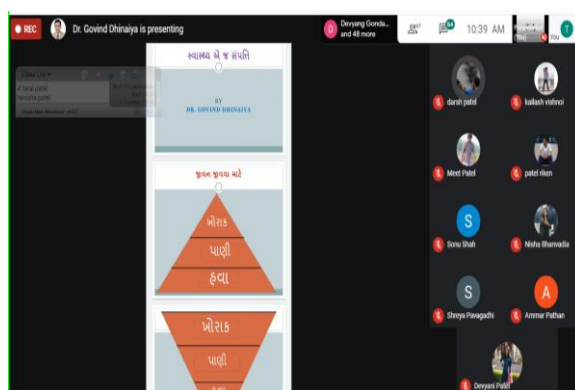 REC
Dr. Govind Dhinaiya is presenting
Devyang Gonda...
and 48 more
64
10:39 AM
You
સ્વાસ્થ્ય એ જ સંપત્તિ
BY
DR. GOVIND DHINAIYA
જીવન જીવવા માટે
ખોરાક
પાણી
હવા
ખોરાક
પાણી
હવા
darsh patel
kailash vishnoi
Meet Patel
patel riken
S
Sonu Shah
Nisha Bhanvadia
S
Shreya Pavagadhi
A
Ammar Pathan
Devyani Patel